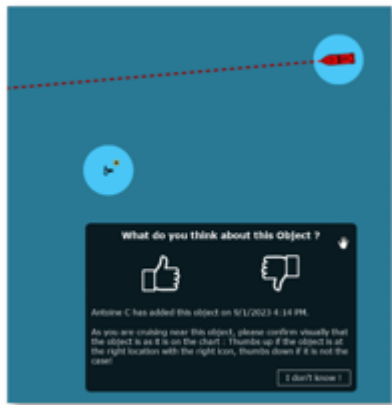 What do you think about this Object ?
Antoine C has added this object on 9/1/2023 4:14 PM.
As you are cruising near this object, please confirm visually that
the object is as it is on the chart : Thumbs up if the object is at
the right location with the right icon, thumbs down if it is not the
case!
I don't know !